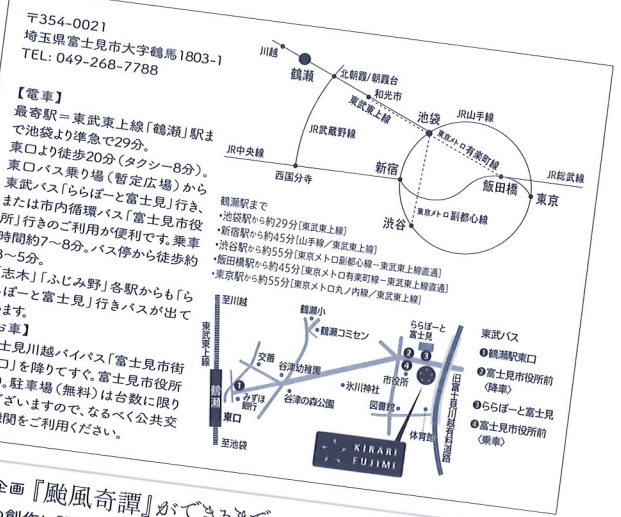 〒354-0021
埼玉県富士見市大字鶴馬1803-1
TEL: 049-268-7788
【電車】
最寄駅＝東武東上線「鶴瀬」駅ま
で池袋より準急で29分。
東口より徒歩20分(タクシー8分)。
東口バス乗り場(暫定広場)から
東武バス「ららぽーと富士見」行き、
または市内循環バス「富士見市役
所」行きのご利用が便利です。乗車
時間約7〜8分。バス停から徒歩約
3〜5分。
「志木」「ふじみ野」各駅からも「ら
らぽーと富士見」行きバスが出て
います。
お車】
士見川越バイパス「富士見市街
口」を降りてすぐ。富士見市役所
駐車場(無料)は台数に限り
ございますので、なるべく公共交
機関をご利用ください。
川越
鶴瀬
北朝霞/朝霞台
和光市
東武東上線
池袋
JR山手線
東京メトロ有楽町線
JR武蔵野線
JR中央線
西国分寺
新宿
飯田橋
JR総武線
東京
渋谷
東京メトロ副都心線
鶴瀬駅まで
・池袋駅から約29分[東武東上線]
・新宿駅から約45分[山手線／東武東上線]
・渋谷駅から約55分[東京メトロ副都心線ー東武東上線直通]
・飯田橋駅から約45分[東京メトロ有楽町線ー東武東上線直通]
・東京駅から約55分[東京メトロ丸ノ内線／東武東上線]
至川越
東武東上線
鶴瀬
東口
至池袋
鶴瀬小
鶴瀬コミセン
交番
谷津幼稚園
みずほ
銀行
谷津の森公園
氷川神社
ららぽーと
富士見
市役所
図書館
体育館
旧富士見川越有料道路
KIRARI
FUJIMI
東武バス
❶鶴瀬駅東口
❷富士見市役所前
〈降車〉
❸ららぽーと富士見
❹富士見市役所前
〈乗車〉
企画『颱風奇譚』ができるまで